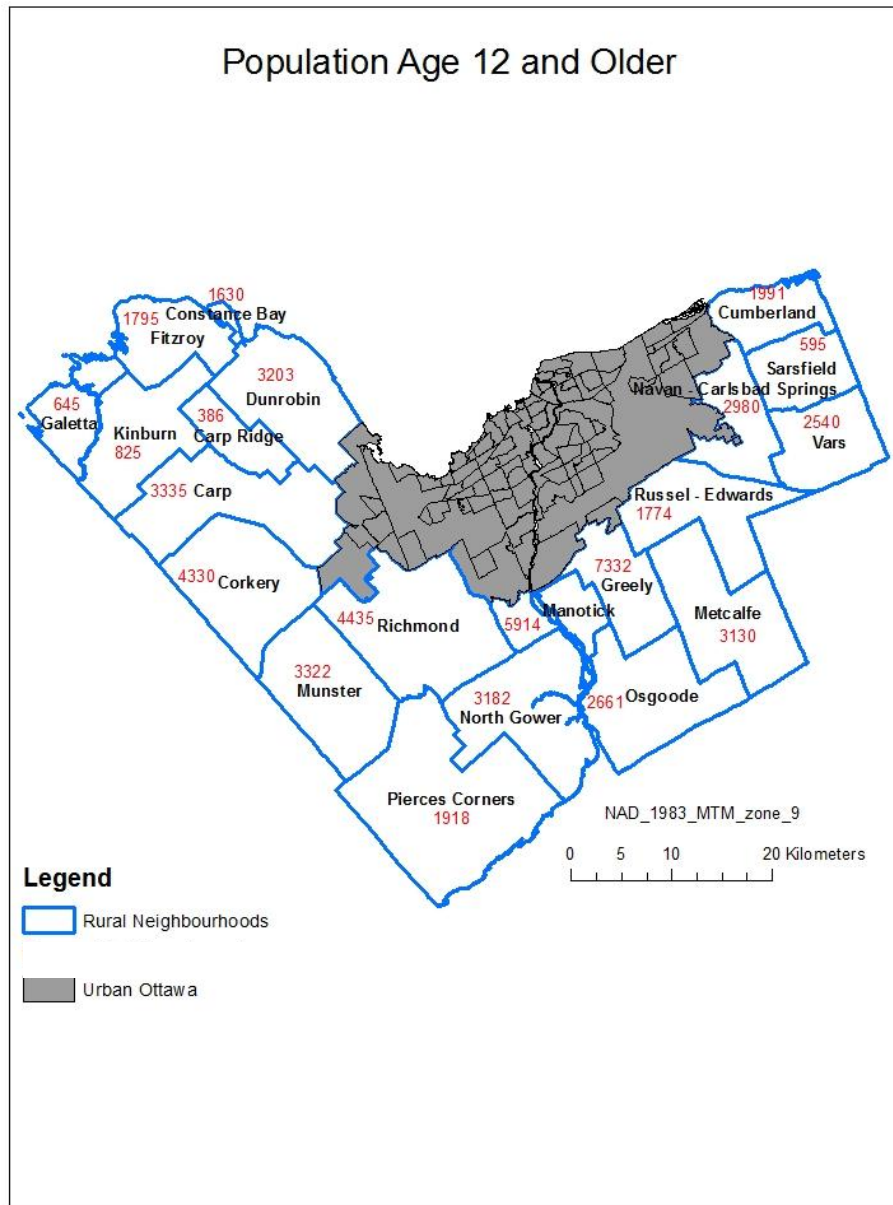 Population Age 12 and Older
1630
1795 Constance Bay
Fitzroy
1991
Cumberland
595
Sarsfield
Navan - Carlsbad Springs
2980
2540
Vars
3203
Dunrobin
645
Galetta
386
Carp Ridge
Kinburn
825
3335 Carp
Russel - Edwards
1774
7332
Greely
4330 Corkery
4435
Richmond
5914
Manotick
Metcalfe
3130
3322
Munster
3182
North Gower
2661 Osgoode
Pierces Corners
1918
NAD_1983_MTM_zone_9
0 5 10 20 Kilometers
Legend
Rural Neighbourhoods
Urban Ottawa